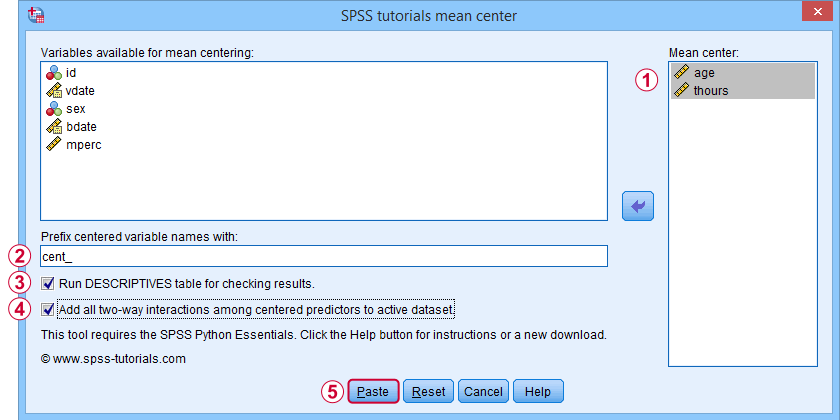 SPSS tutorials mean center
Variables available for mean centering:
id
vdate
sex
bdate
mperc
Mean center:
1
age
thours
Prefix centered variable names with:
2
cent_
3
Run DESCRIPTIVES table for checking results.
4
Add all two-way interactions among centered predictors to active dataset
This tool requires the SPSS Python Essentials. Click the Help button for instructions or a new download.
© www.spss-tutorials.com
5
Paste
Reset
Cancel
Help